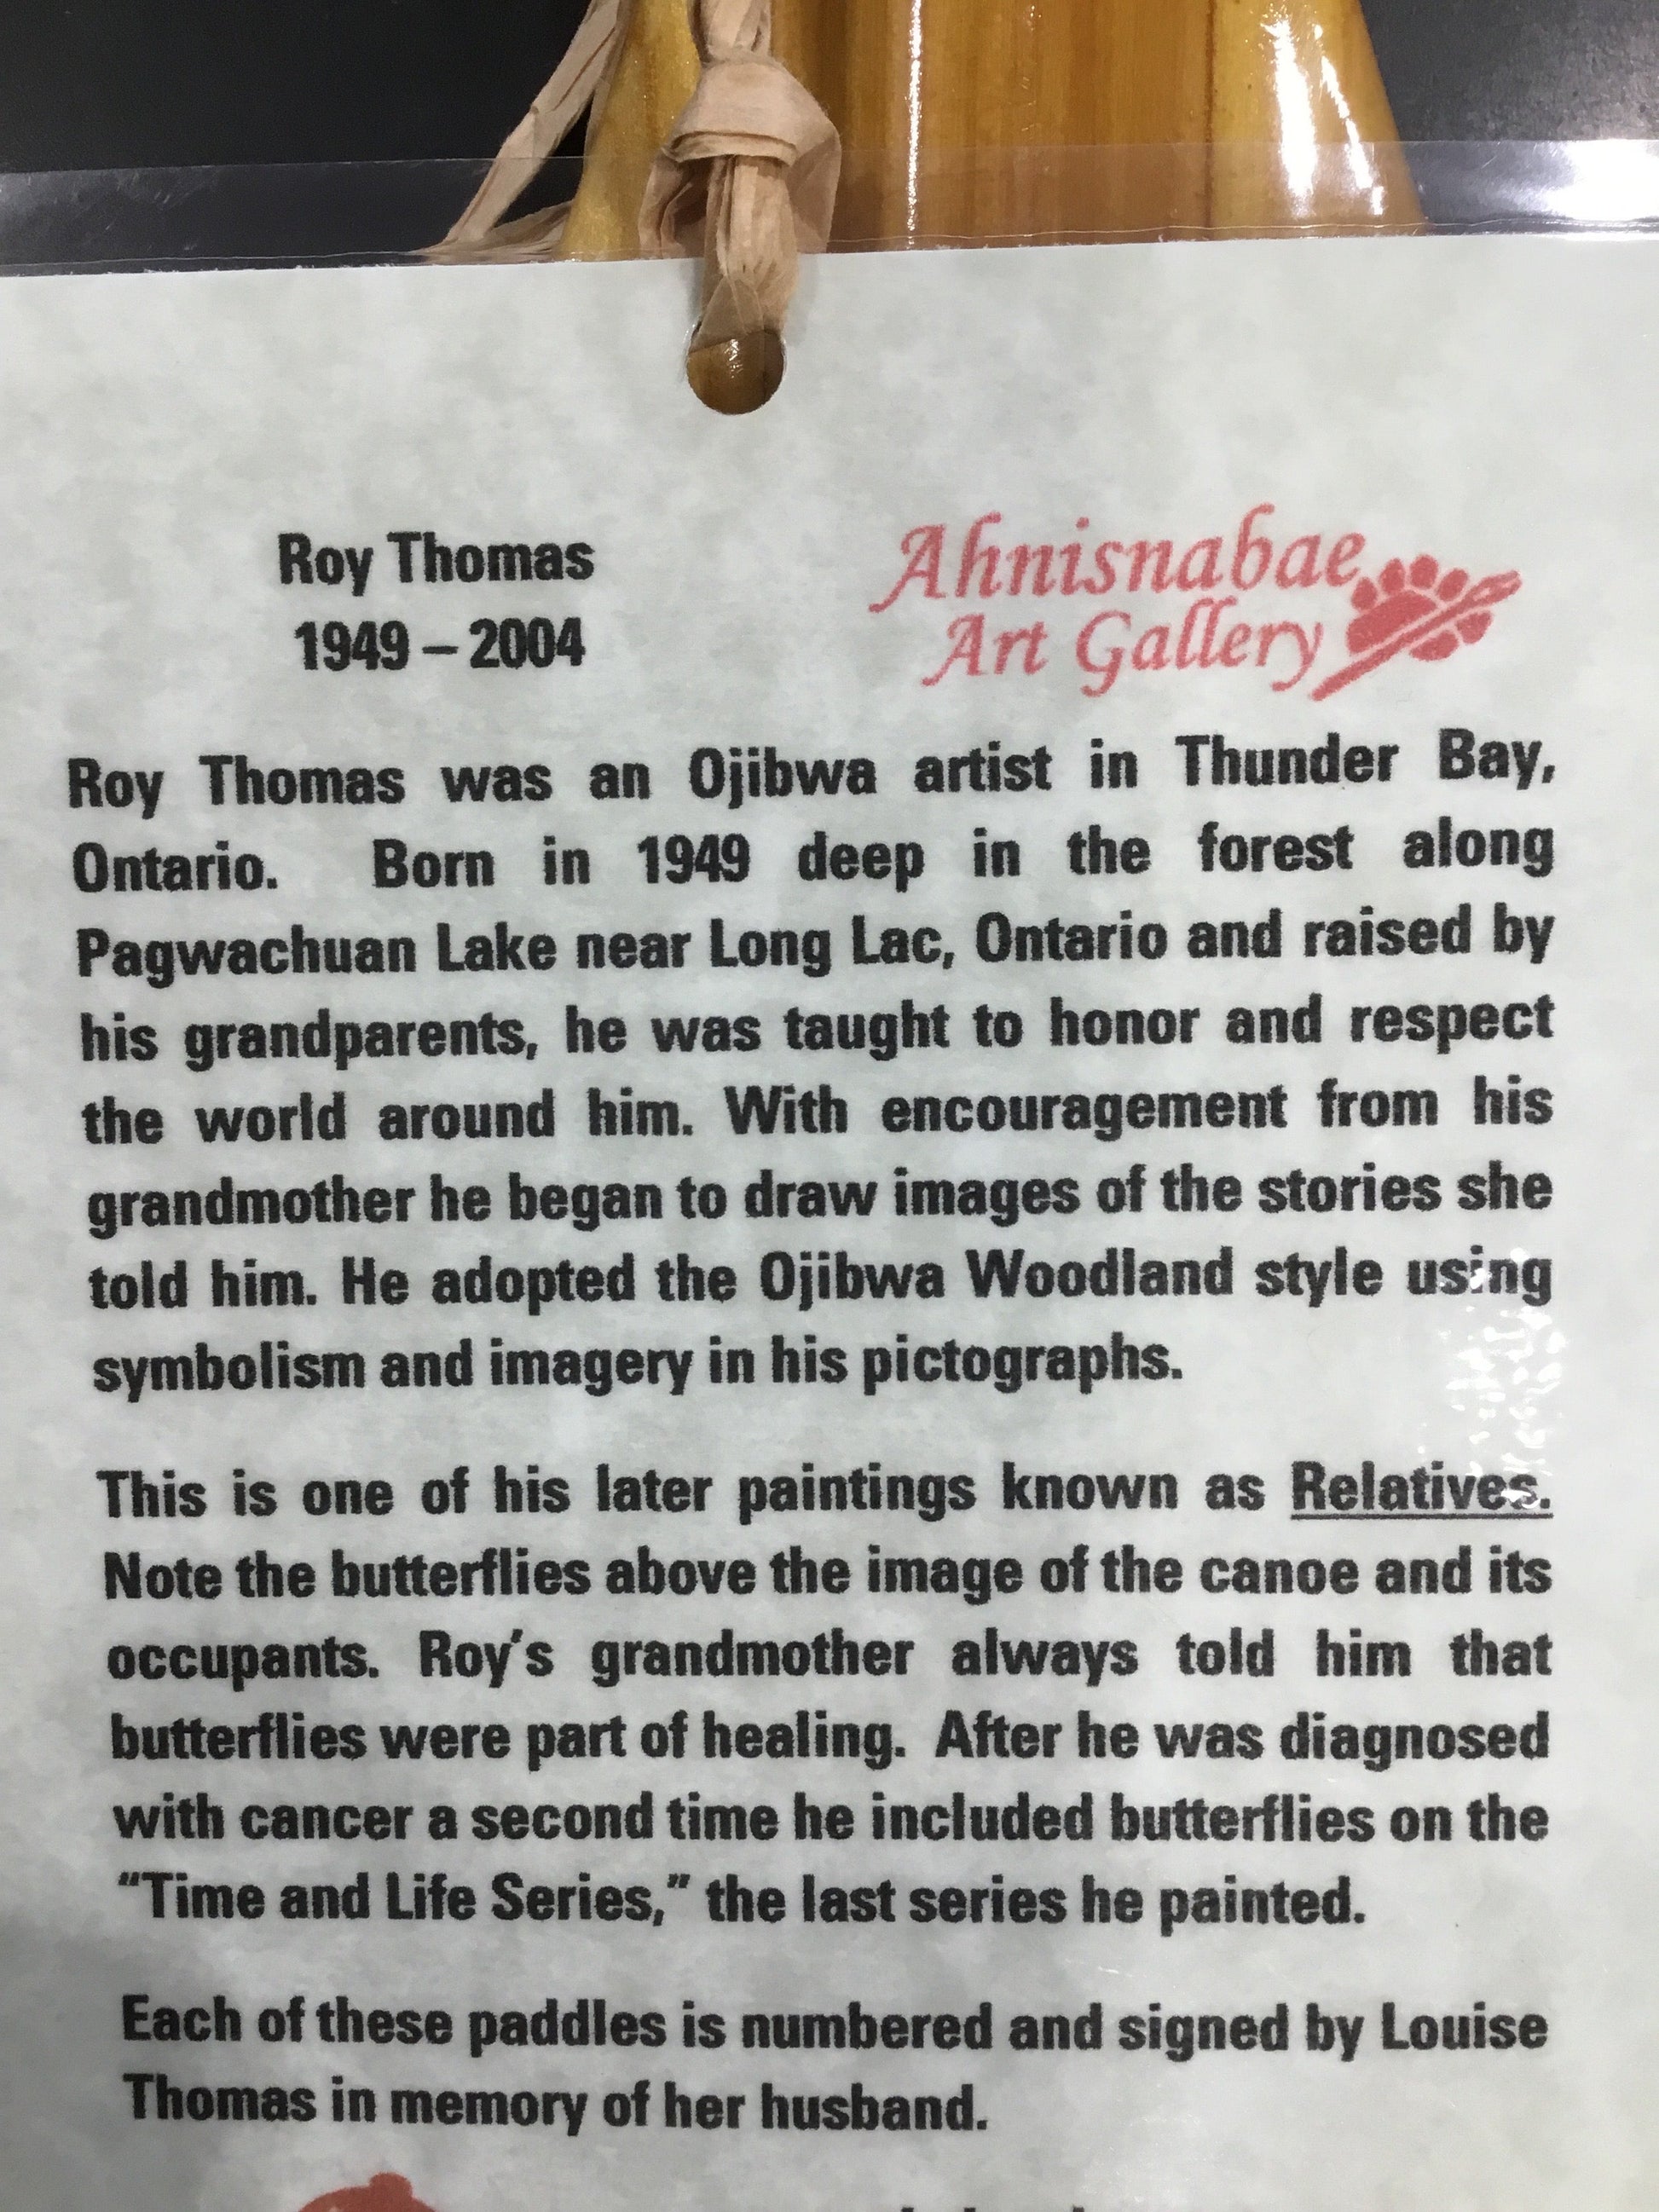 Roy Thomas
1949 – 2004
Ahnisnabae
Art Gallery
Roy Thomas was an Ojibwa artist in Thunder Bay,
Ontario. Born in 1949 deep in the forest along
Pagwachuan Lake near Long Lac, Ontario and raised by
his grandparents, he was taught to honor and respect
the world around him. With encouragement from his
grandmother he began to draw images of the stories she
told him. He adopted the Ojibwa Woodland style using
symbolism and imagery in his pictographs.
This is one of his later paintings known as Relatives.
Note the butterflies above the image of the canoe and its
occupants. Roy's grandmother always told him that
butterflies were part of healing. After he was diagnosed
with cancer a second time he included butterflies on the
“Time and Life Series,” the last series he painted.
Each of these paddles is numbered and signed by Louise
Thomas in memory of her husband.